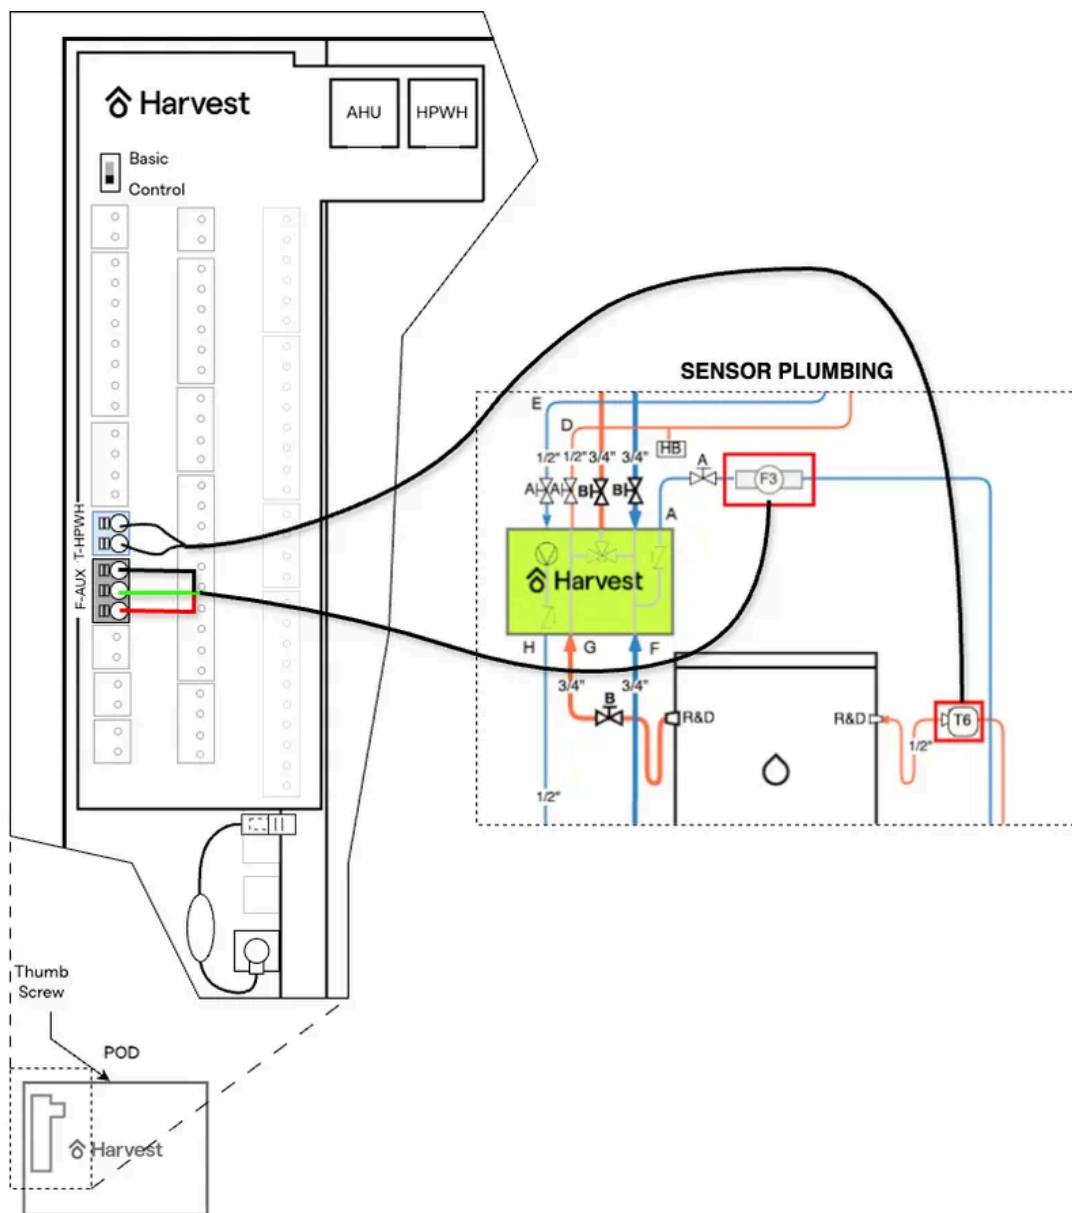 Harvest
AHU
HPWH
Basic
Control
T-HPWH
F-AUX
SENSOR PLUMBING
E
D
HB
1/2"
1/2"
3/4"
3/4"
A
A
B
B
A
F3
A
Harvest
H
G
F
3/4"
3/4"
B
R&D
R&D
T6
1/2"
1/2"
Thumb
Screw
POD
Harvest